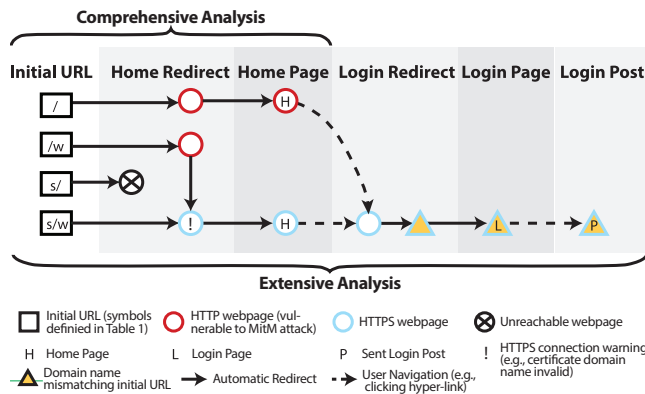 Comprehensive Analysis
Initial URL Home Redirect Home Page Login Redirect Login Page Login Post
/ H
/w
s/
s/w ! H L P
Extensive Analysis
Initial URL (symbols
definied in Table 1)
HTTP webpage (vul-
nerable to MitM attack)
HTTPS webpage
Unreachable webpage
H Home Page
L Login Page
P Sent Login Post
! HTTPS connection warning
(e.g., certificate domain
name invalid)
Domain name
mismatching initial URL
Automatic Redirect
User Navigation (e.g.,
clicking hyper-link)